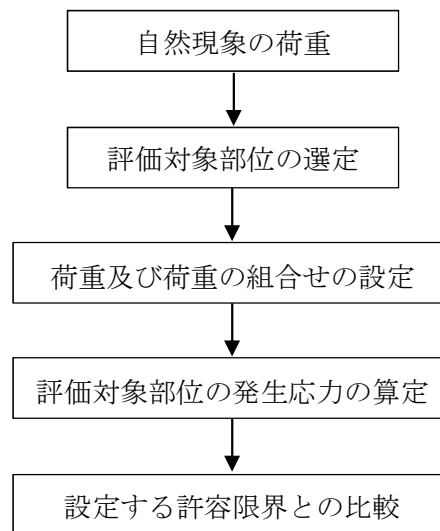 自然現象の荷重
評価対象部位の選定
荷重及び荷重の組合せの設定
評価対象部位の発生応力の算定
設定する許容限界との比較